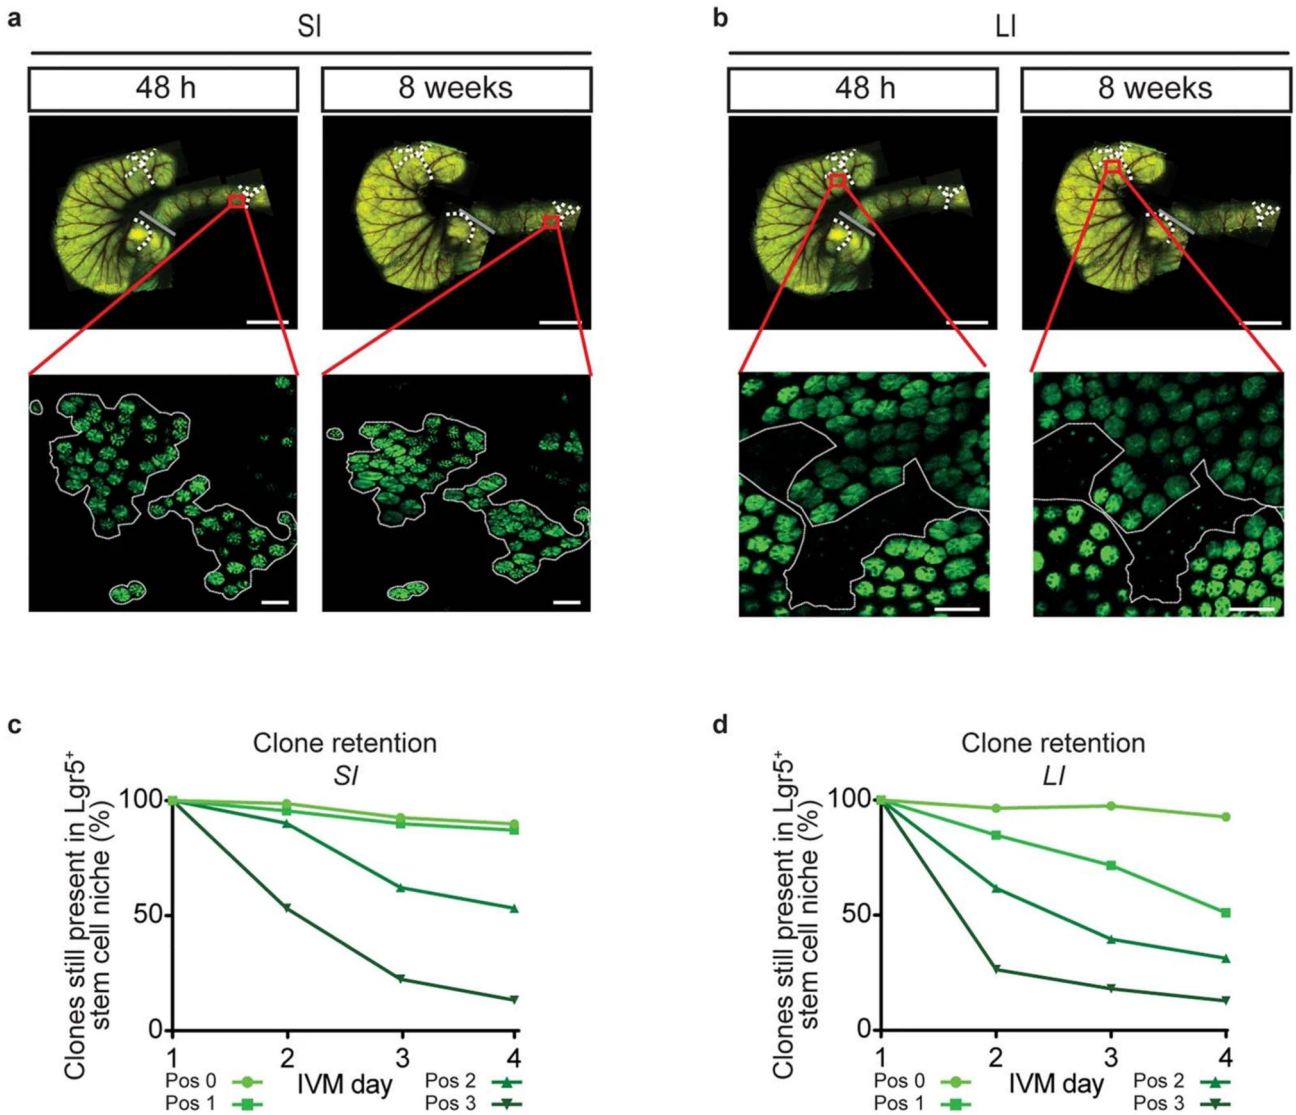 a
SI
48 h
8 weeks
b
LI
48 h
8 weeks
c
Clone retention
SI
Clones still present in Lgr5+
stem cell niche (%)
100
50
0
1 2 3 4
IVM day
Pos 0
Pos 1
Pos 2
Pos 3
d
Clone retention
LI
Clones still present in Lgr5+
stem cell niche (%)
100
50
0
1 2 3 4
IVM day
Pos 0
Pos 1
Pos 2
Pos 3